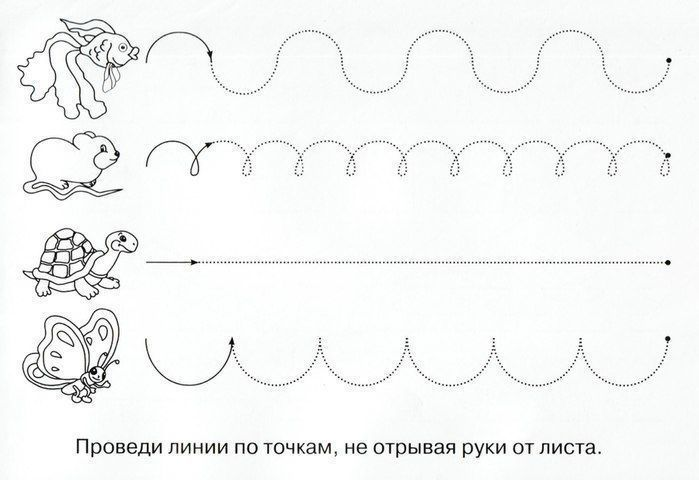 Проведи линии по точкам, не отрывая руки от листа.